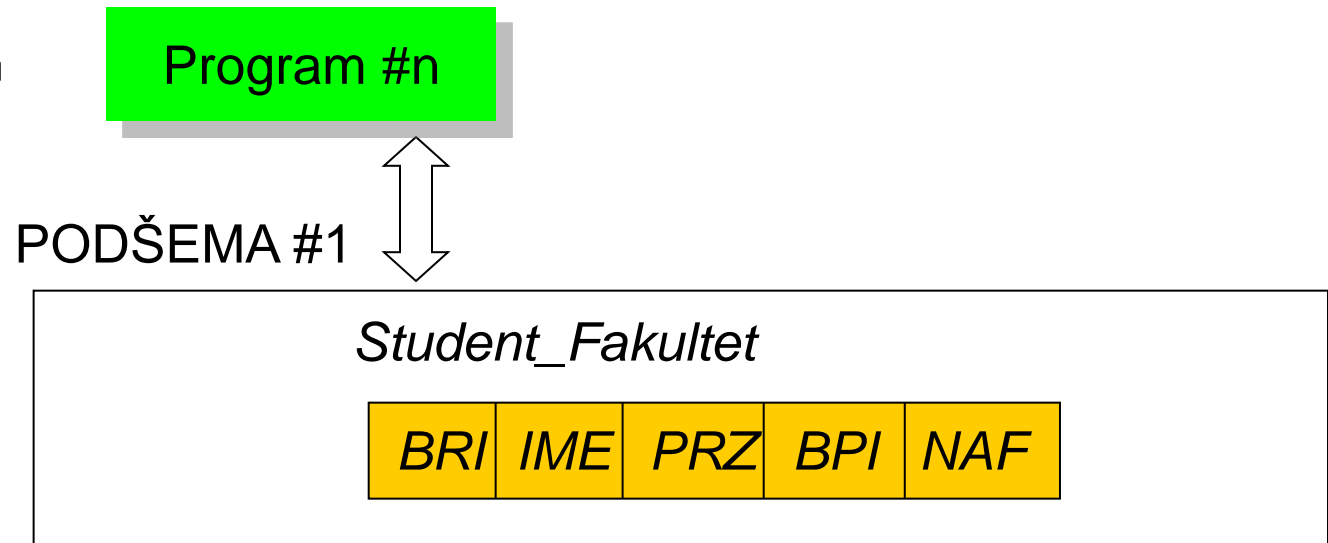 Program #n
PODŠEMA #1
Student_Fakultet
BRI IME PRZ BPI NAF